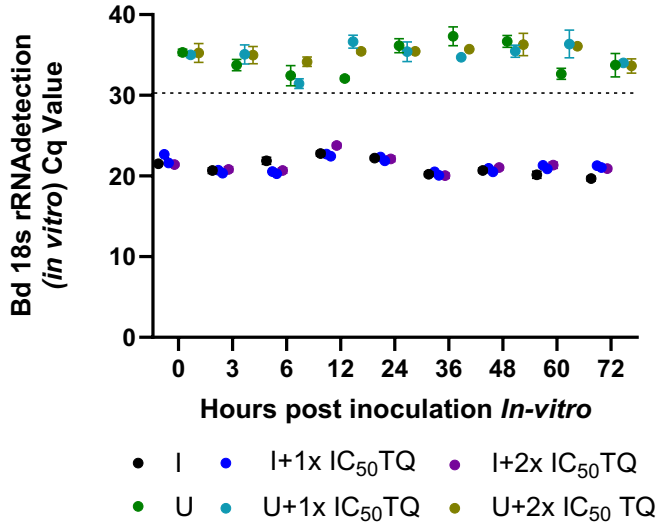 Bd 18s rRNAdetection
(in vitro) Cq Value
40
30
20
10
0
0 3 6 12 24 36 48 60 72
Hours post inoculation In-vitro
I I+1x IC₅₀TQ I+2x IC₅₀TQ
U U+1x IC₅₀TQ U+2x IC₅₀ TQ